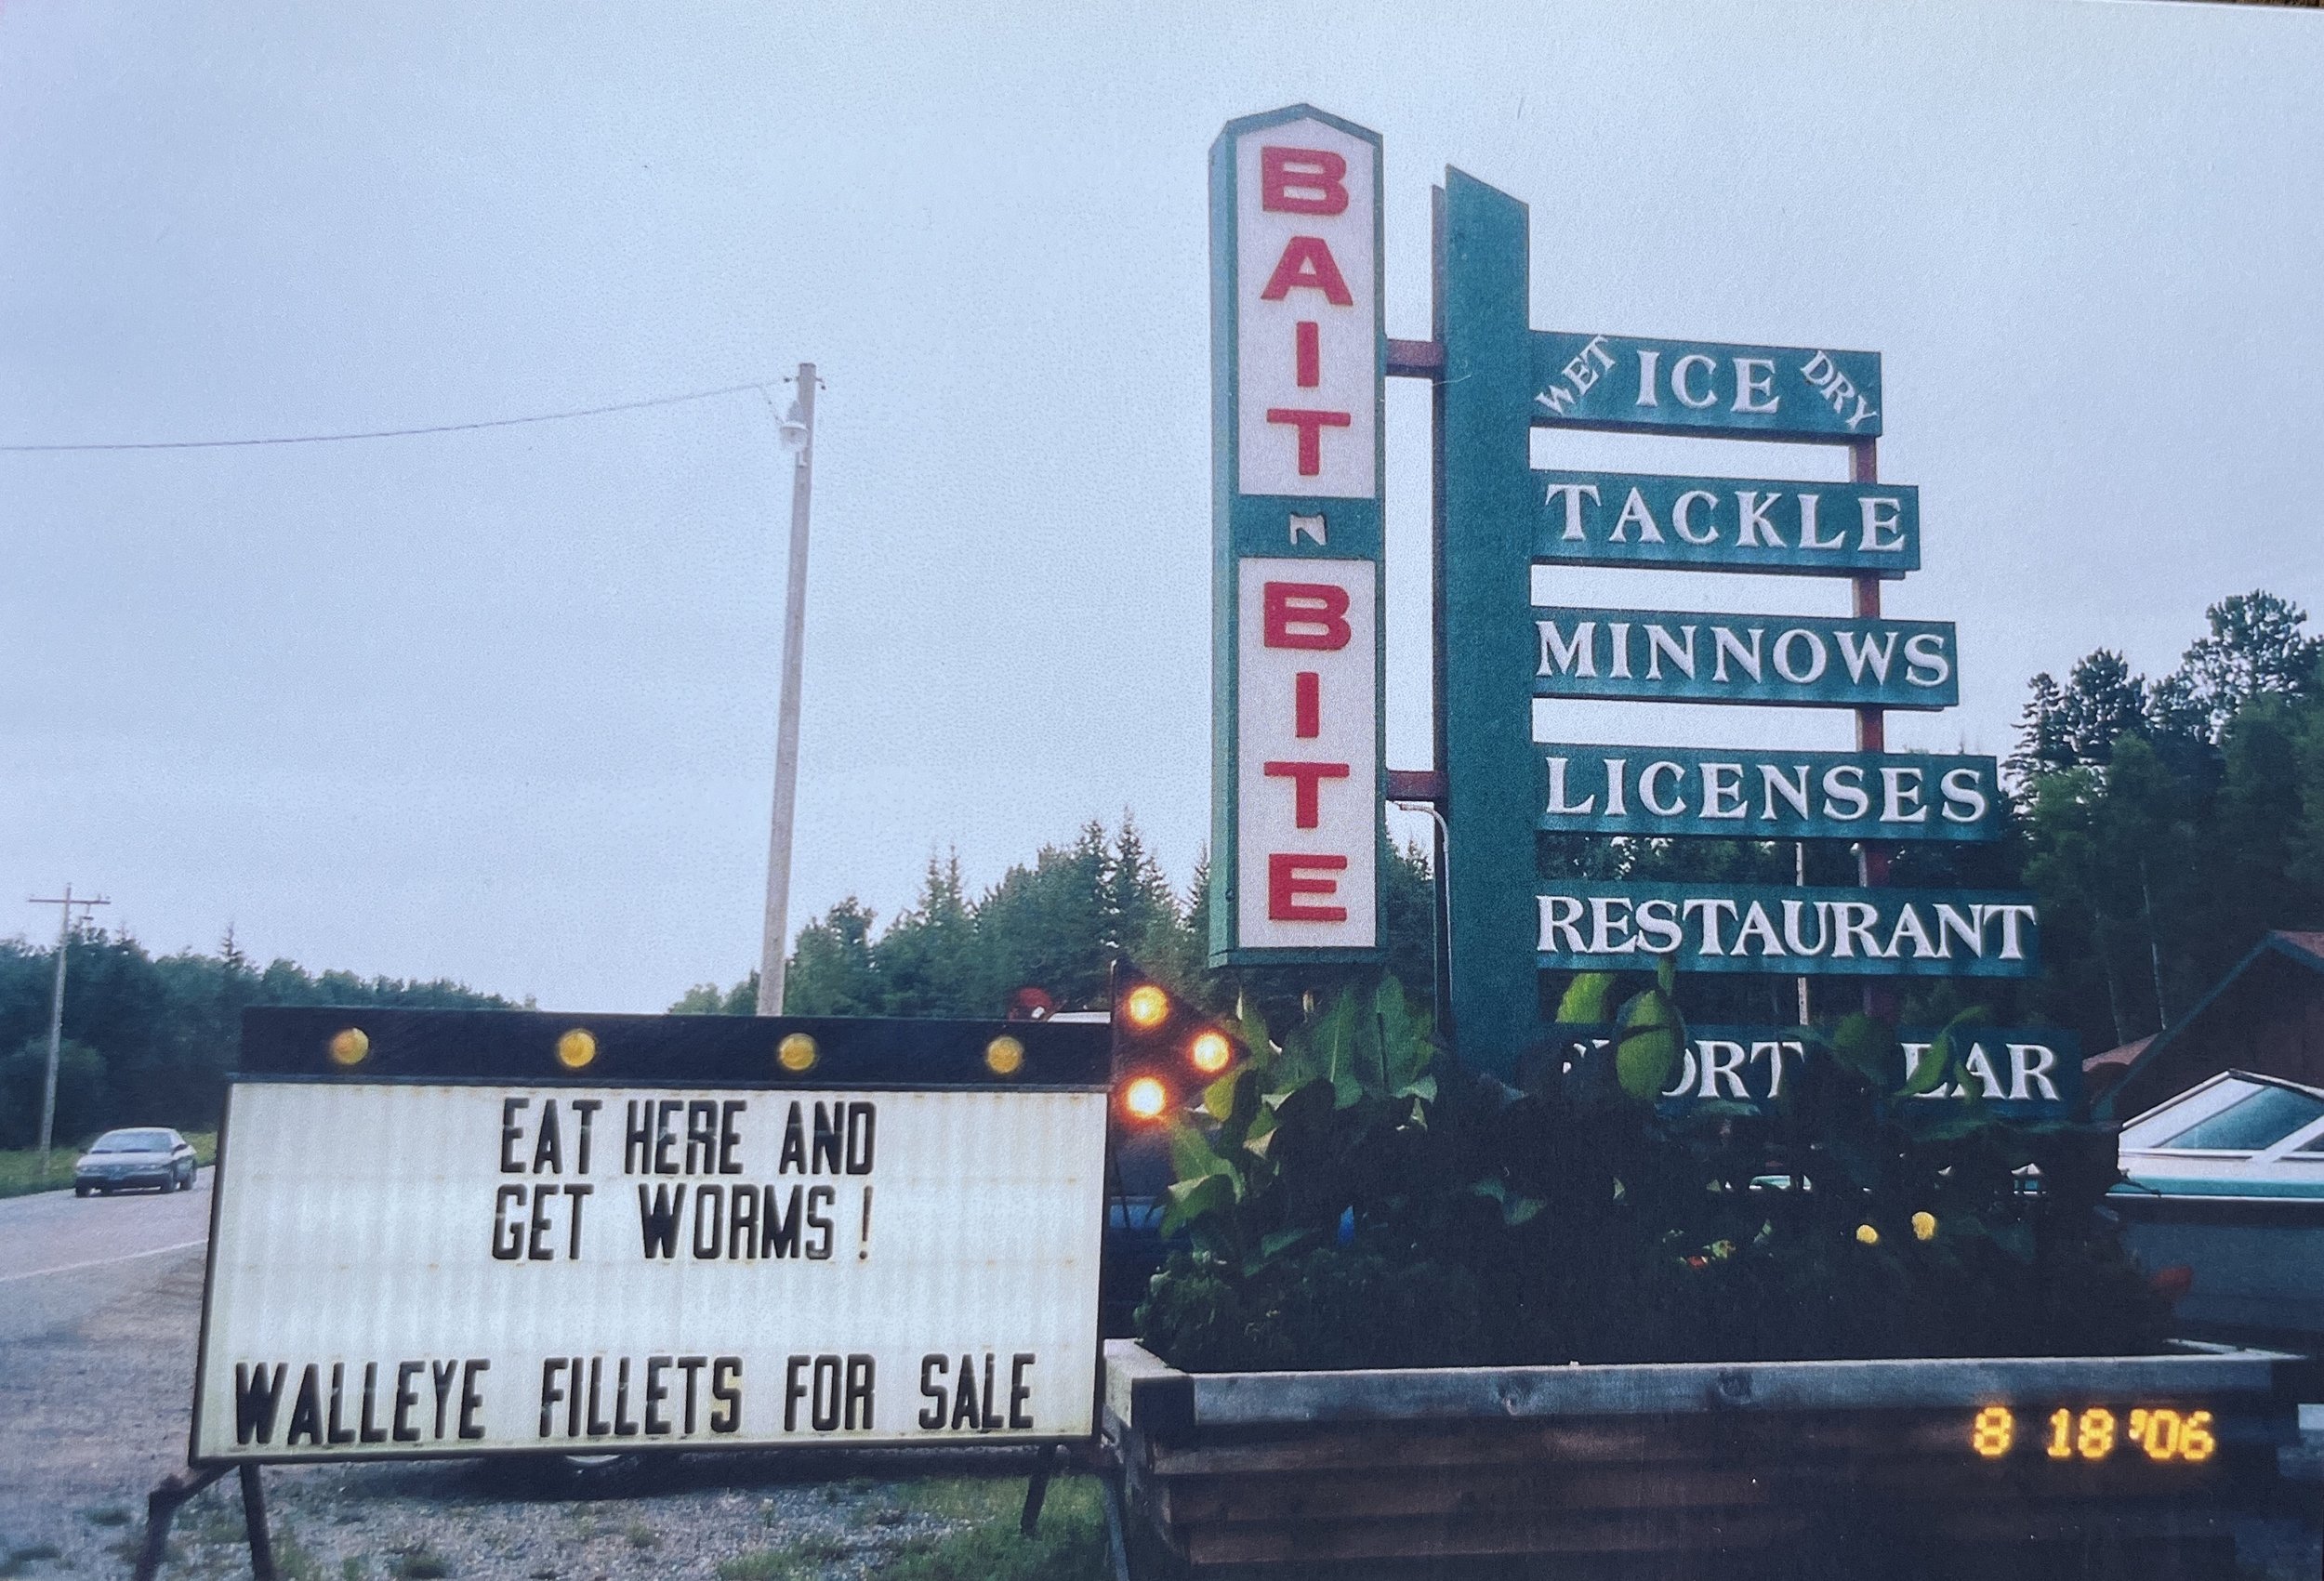 BAIT
N
BITE
WET ICE DRY
TACKLE
MINNOWS
LICENSES
RESTAURANT
EAT HERE AND
GET WORMS!
WALLEYE FILLETS FOR SALE
8 18 '06